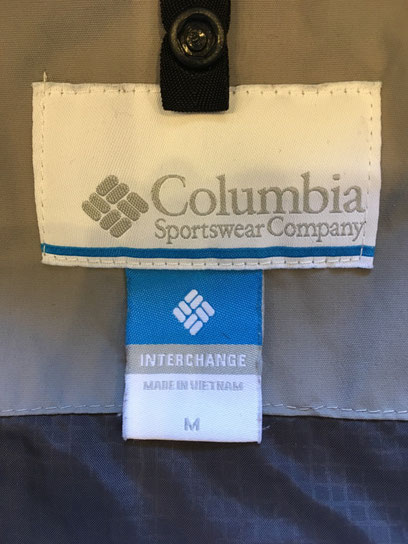 Columbia
Sportswear Company
INTERCHANGE
MADE IN VIETNAM
M